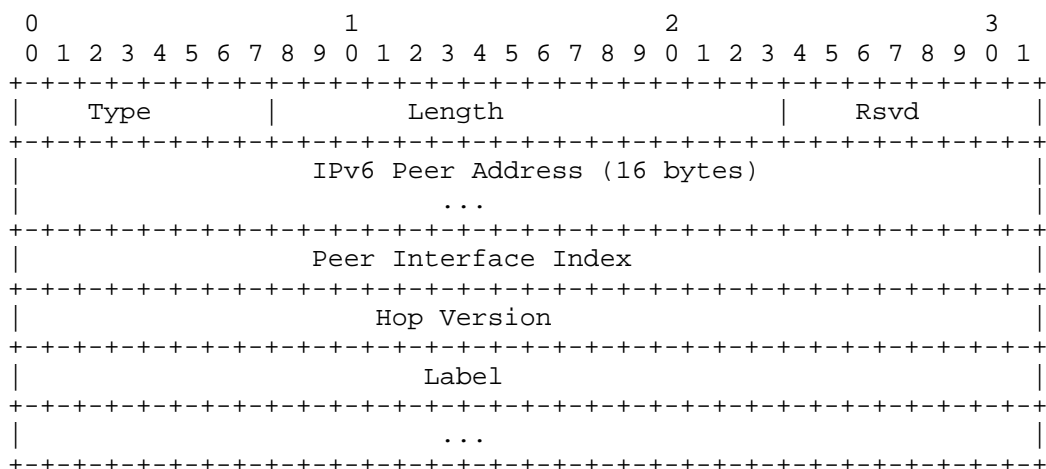 0                   1                   2                   3
 0 1 2 3 4 5 6 7 8 9 0 1 2 3 4 5 6 7 8 9 0 1 2 3 4 5 6 7 8 9 0 1
+-+-+-+-+-+-+-+-+-+-+-+-+-+-+-+-+-+-+-+-+-+-+-+-+-+-+-+-+-+-+-+-+
|    Type       |        Length                 |    Rsvd       |
+-+-+-+-+-+-+-+-+-+-+-+-+-+-+-+-+-+-+-+-+-+-+-+-+-+-+-+-+-+-+-+-+
|                  IPv6 Peer Address (16 bytes)                 |
|                          ...                                  |
+-+-+-+-+-+-+-+-+-+-+-+-+-+-+-+-+-+-+-+-+-+-+-+-+-+-+-+-+-+-+-+-+
|                  Peer Interface Index                         |
+-+-+-+-+-+-+-+-+-+-+-+-+-+-+-+-+-+-+-+-+-+-+-+-+-+-+-+-+-+-+-+-+
|                      Hop Version                              |
+-+-+-+-+-+-+-+-+-+-+-+-+-+-+-+-+-+-+-+-+-+-+-+-+-+-+-+-+-+-+-+-+
|                         Label                                 |
+-+-+-+-+-+-+-+-+-+-+-+-+-+-+-+-+-+-+-+-+-+-+-+-+-+-+-+-+-+-+-+-+
|                          ...                                  |
+-+-+-+-+-+-+-+-+-+-+-+-+-+-+-+-+-+-+-+-+-+-+-+-+-+-+-+-+-+-+-+-+